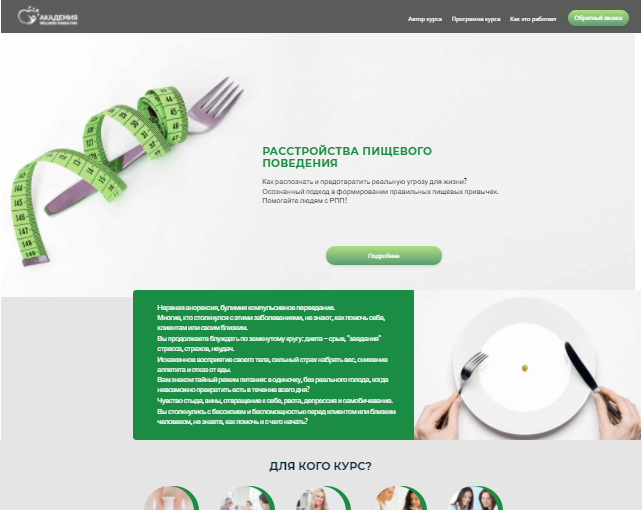 АКАДЕМИЯ
WELLNESS CONSULTING
Автор курса
Программа курса
Как это работает
Обратный звонок
РАССТРОЙСТВА ПИЩЕВОГО
ПОВЕДЕНИЯ
Как распознать и предотвратить реальную угрозу для жизни?
Осознанный подход в формировании правильных пищевых привычек.
Помогайте людям с РПП!
Подробнее
Нервная анорексия, булимия компульсивное переедание.
Многие, кто столкнулся с этими заболеваниями, не знают, как помочь себе,
клиентам или своим близким.
Вы продолжаете блуждать по замкнутому кругу: диета – срыв, "заедания"
стресса, страхов, неудач.
Искаженное восприятие своего тела, сильный страх набрать вес, снижение
аппетита и отказ от еды.
Вам знаком тайный режим питания: в одиночку, без реального голода, когда
невозможно прекратить есть в течение всего дня?
Чувство стыда, вины, отвращение к себе, рвота, депрессия и самобичевание.
Вы столкнулись с бессилием и беспомощностью перед клиентом или близким
человеком, не знаете, как помочь и с чего начать?
ДЛЯ КОГО КУРС?